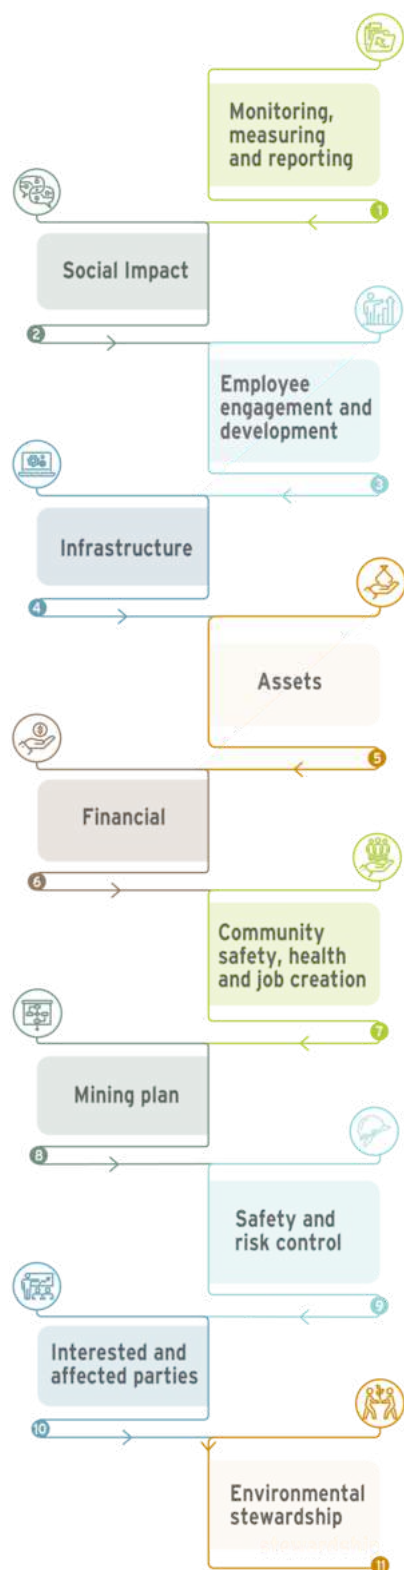 Monitoring,
measuring
and reporting
1
Social Impact
2
Employee
engagement and
development
3
Infrastructure
4
Assets
5
Financial
6
Community
safety, health
and job creation
7
Mining plan
8
Safety and
risk control
9
Interested and
affected parties
10
Environmental
stewardship
11